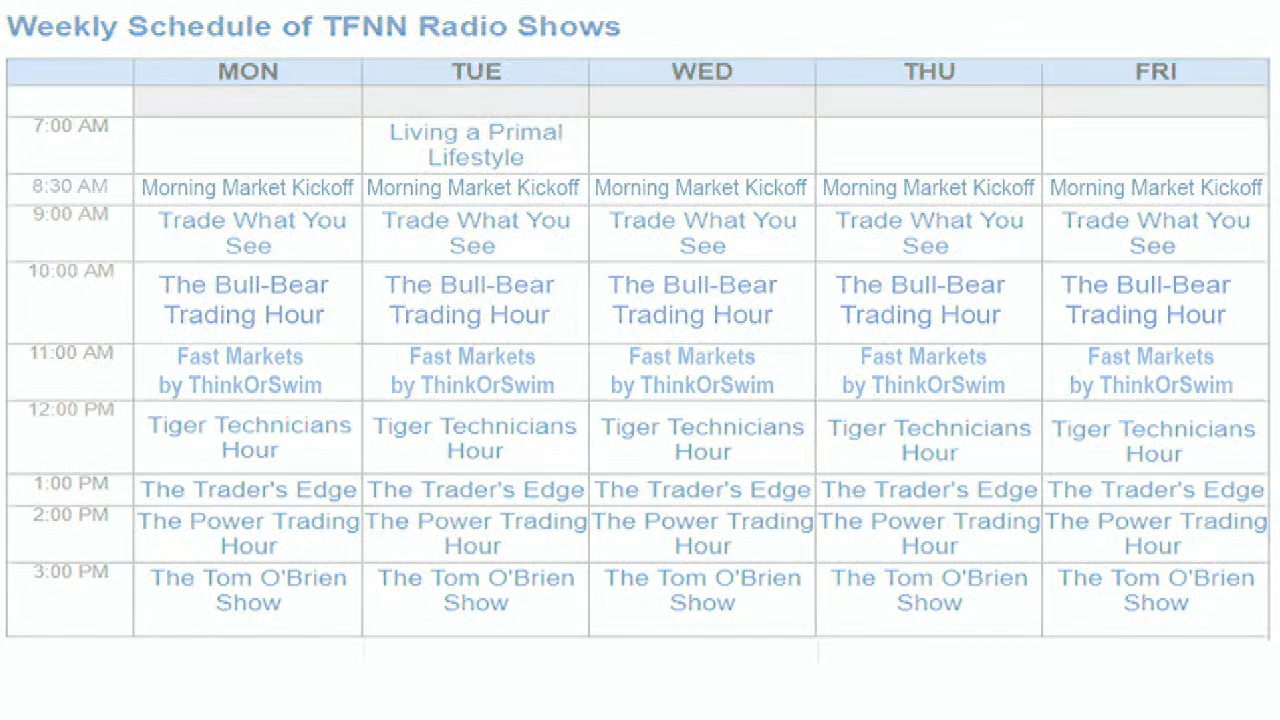 Weekly Schedule of TFNN Radio Shows
MON TUE WED THU FRI
7:00 AM Living a Primal
Lifestyle
8:30 AM Morning Market Kickoff Morning Market Kickoff Morning Market Kickoff Morning Market Kickoff Morning Market Kickoff
9:00 AM Trade What You Trade What You Trade What You Trade What You Trade What You
See See See See See
10:00 AM The Bull-Bear The Bull-Bear The Bull-Bear The Bull-Bear The Bull-Bear
Trading Hour Trading Hour Trading Hour Trading Hour Trading Hour
11:00 AM Fast Markets Fast Markets Fast Markets Fast Markets Fast Markets
by ThinkOrSwim by ThinkOrSwim by ThinkOrSwim by ThinkOrSwim by ThinkOrSwim
12:00 PM Tiger Technicians Tiger Technicians Tiger Technicians Tiger Technicians Tiger Technicians
Hour Hour Hour Hour Hour
1:00 PM The Trader's Edge The Trader's Edge The Trader's Edge The Trader's Edge The Trader's Edge
2:00 PM The Power Trading The Power Trading The Power Trading The Power Trading The Power Trading
Hour Hour Hour Hour Hour
3:00 PM The Tom O'Brien The Tom O'Brien The Tom O'Brien The Tom O'Brien The Tom O'Brien
Show Show Show Show Show